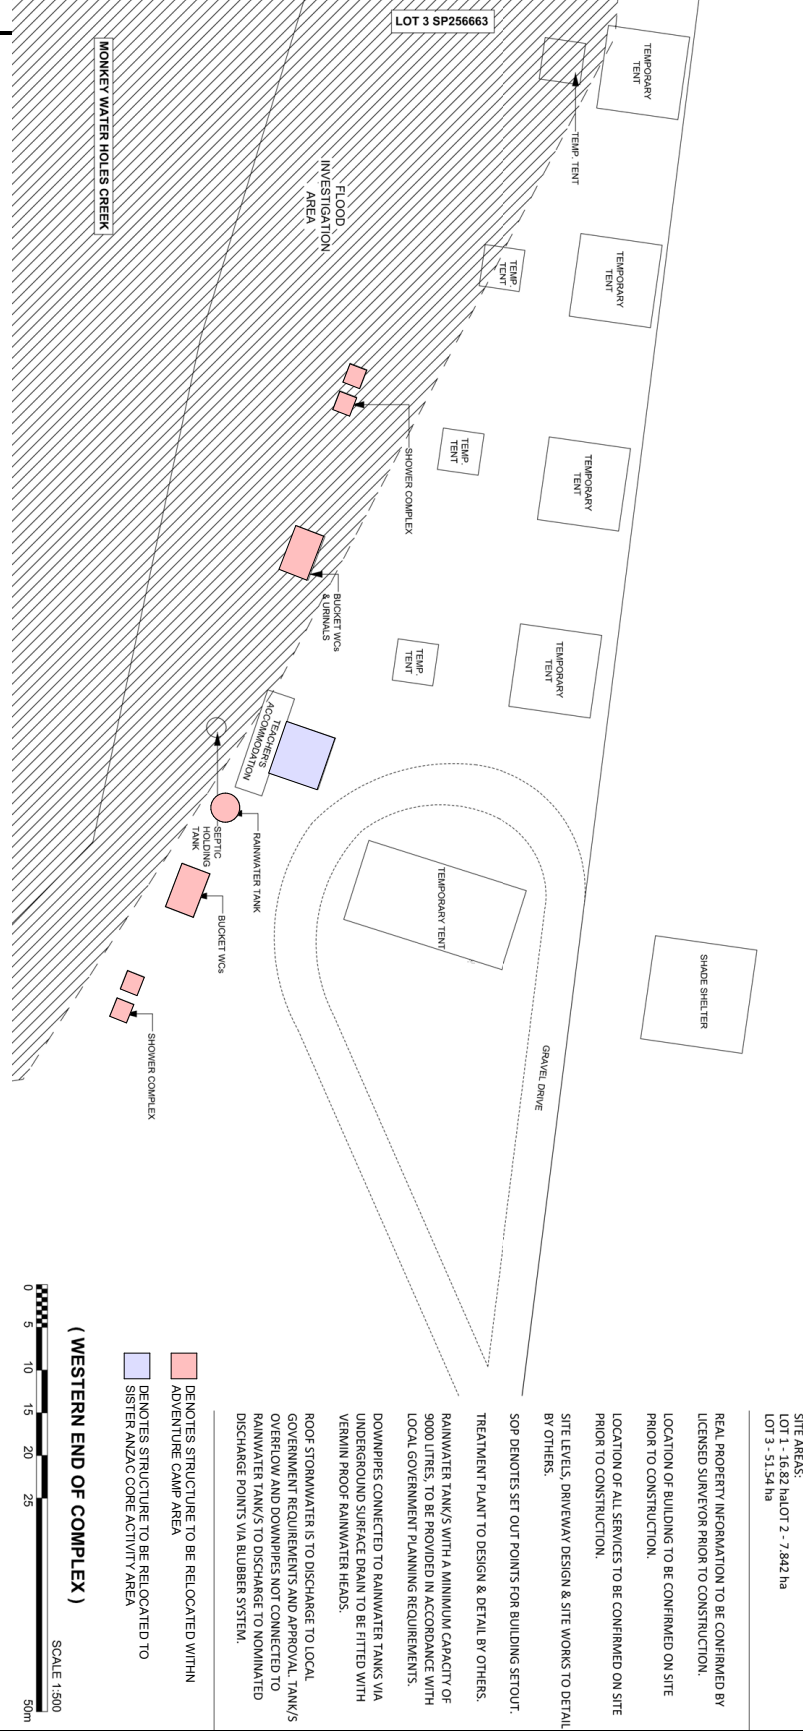 LOT 3 SP256663
MONKEY WATER HOLES CREEK
FLOOD
INVESTIGATION
AREA
TEMPORARY
TENT
TEMP. TENT
TEMPORARY
TENT
TEMP.
TENT
TEMPORARY
TENT
TEMP.
TENT
SHOWER COMPLEX
TEMPORARY
TENT
TEMP.
TENT
BUCKET WCs
& URINALS
TEACHER'S
ACCOMMODATION
SEPTIC
HOLDING
TANK
RAINWATER TANK
BUCKET WCs
SHOWER COMPLEX
TEMPORARY TENT
SHADE SHELTER
GRAVEL DRIVE
SITE AREAS:
LOT 1 - 16.82 haLOT 2 - 7.842 ha
LOT 3 - 51.54 ha
REAL PROPERTY INFORMATION TO BE CONFIRMED BY
LICENSED SURVEYOR PRIOR TO CONSTRUCTION.
LOCATION OF BUILDING TO BE CONFIRMED ON SITE
PRIOR TO CONSTRUCTION.
LOCATION OF ALL SERVICES TO BE CONFIRMED ON SITE
PRIOR TO CONSTRUCTION.
SITE LEVELS, DRIVEWAY DESIGN & SITE WORKS TO DETAIL
BY OTHERS.
SOP DENOTES SET OUT POINTS FOR BUILDING SETOUT.
TREATMENT PLANT TO DESIGN & DETAIL BY OTHERS.
RAINWATER TANK/S WITH A MINIMUM CAPACITY OF
9000 LITRES, TO BE PROVIDED IN ACCORDANCE WITH
LOCAL GOVERNMENT PLANNING REQUIREMENTS.
DOWNPIPES CONNECTED TO RAINWATER TANKS VIA
UNDERGROUND SURFACE DRAIN TO BE FITTED WITH
VERMIN PROOF RAINWATER HEADS.
ROOF STORMWATER IS TO DISCHARGE TO LOCAL
GOVERNMENT REQUIREMENTS AND APPROVAL. TANK/S
OVERFLOW AND DOWNPIPES NOT CONNECTED TO
RAINWATER TANK/S TO DISCHARGE TO NOMINATED
DISCHARGE POINTS VIA BLUBBER SYSTEM.
DENOTES STRUCTURE TO BE RELOCATED WITHN
ADVENTURE CAMP AREA
DENOTES STRUCTURE TO BE RELOCATED TO
SISTER ANZAC CORE ACTIVITY AREA
( WESTERN END OF COMPLEX )
SCALE 1:500
0 5 10 15 20 25 50m